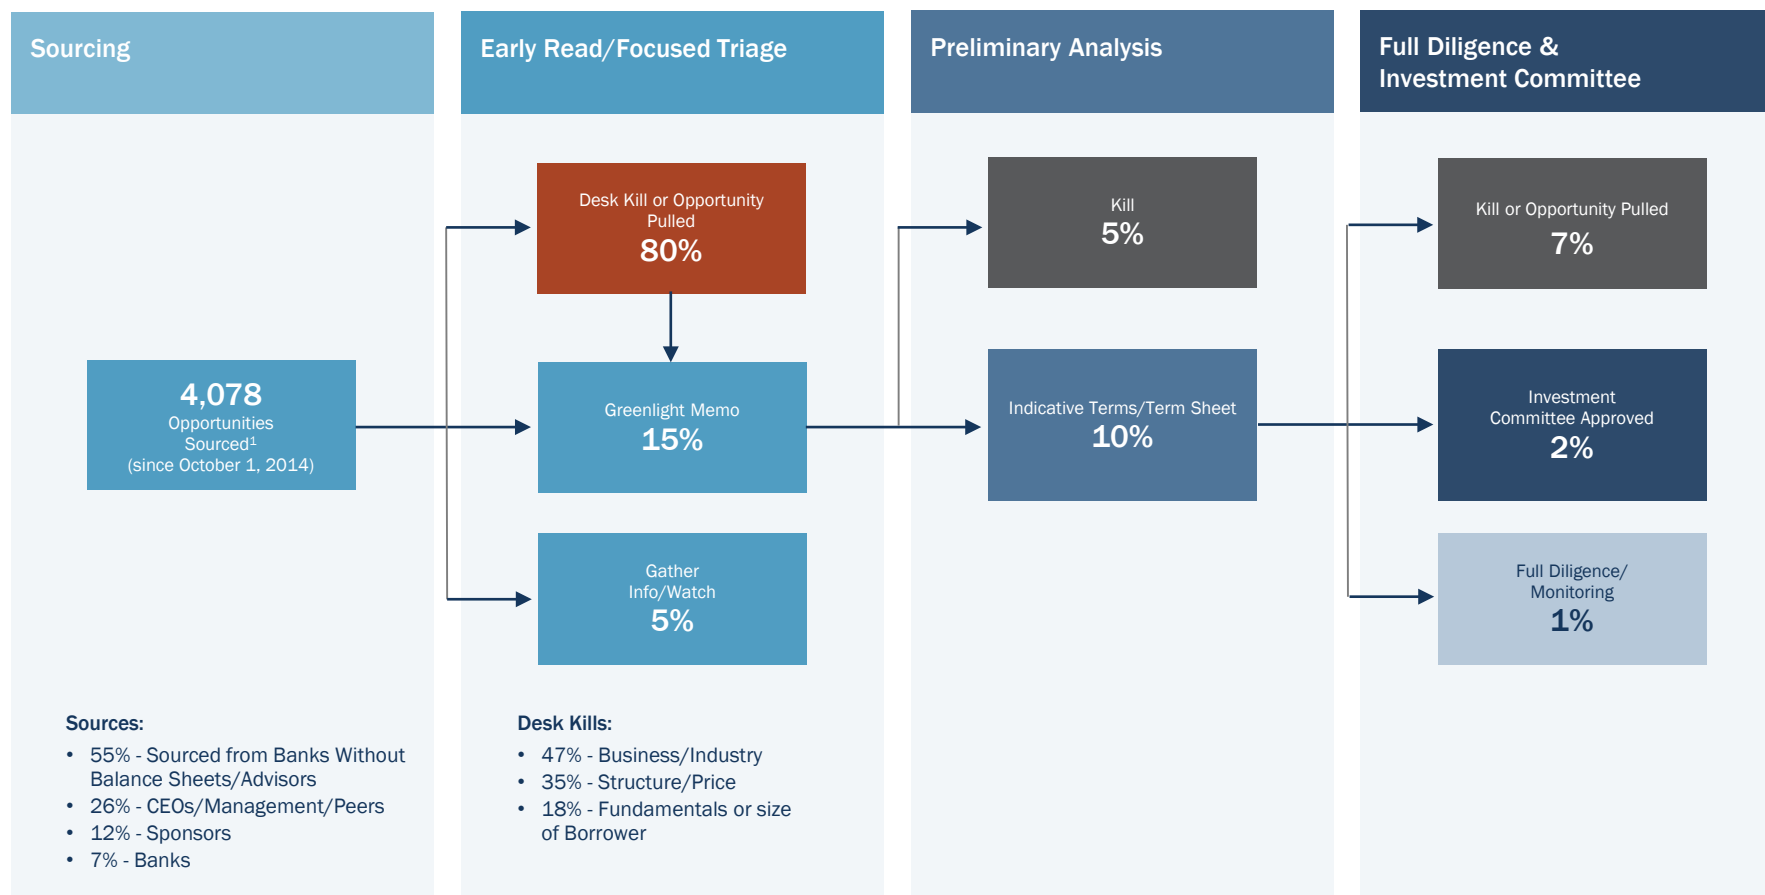 Sourcing
4,078
Opportunities
Sourced¹
(since October 1, 2014)
Sources:
• 55% - Sourced from Banks Without
Balance Sheets/Advisors
• 26% - CEOs/Management/Peers
• 12% - Sponsors
• 7% - Banks
Early Read/Focused Triage
Desk Kill or Opportunity
Pulled
80%
Greenlight Memo
15%
Gather
Info/Watch
5%
Desk Kills:
• 47% - Business/Industry
• 35% - Structure/Price
• 18% - Fundamentals or size
of Borrower
Preliminary Analysis
Kill
5%
Indicative Terms/Term Sheet
10%
Full Diligence &
Investment Committee
Kill or Opportunity Pulled
7%
Investment
Committee Approved
2%
Full Diligence/
Monitoring
1%